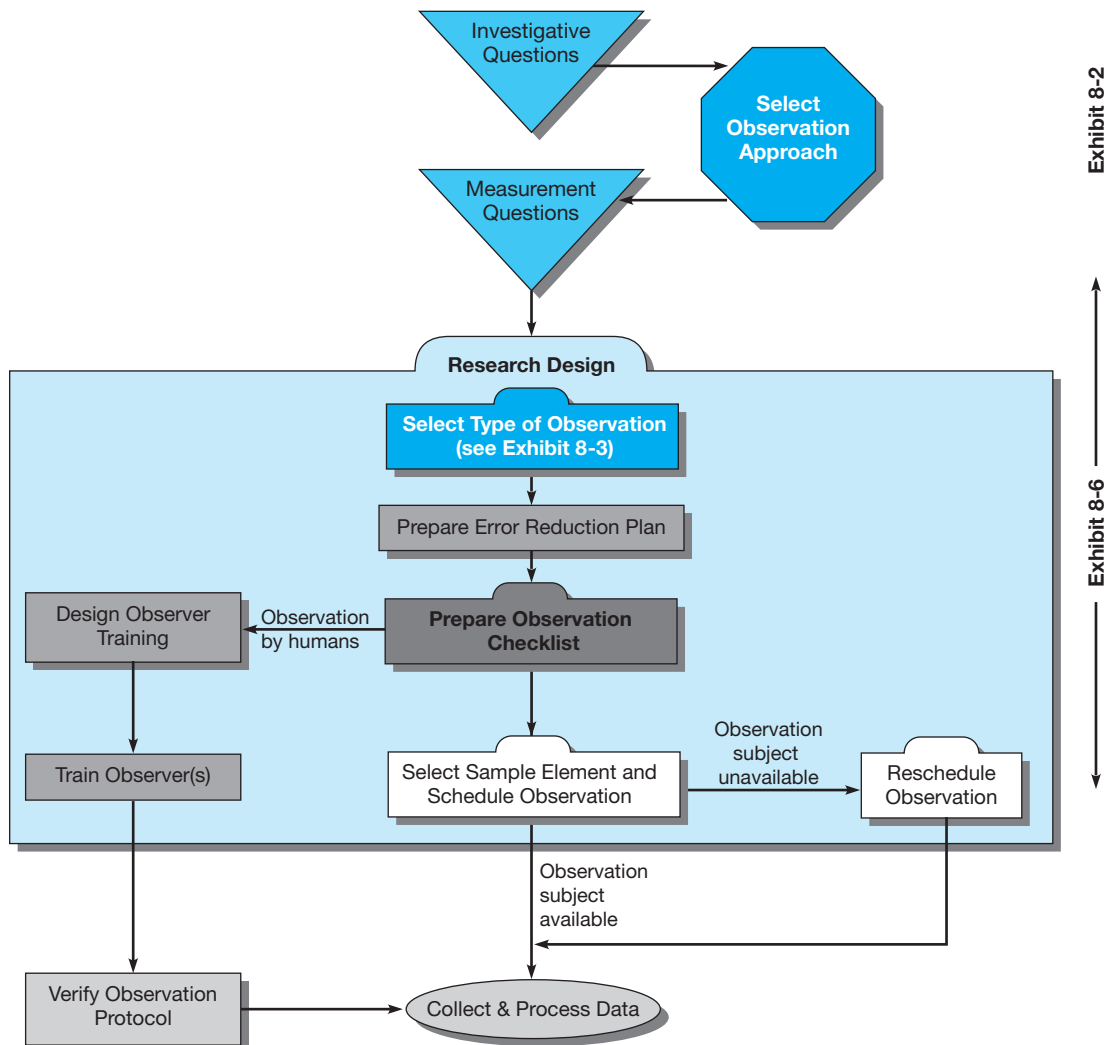 Investigative
Questions
Select
Observation
Approach
Exhibit 8-2
Measurement
Questions
Research Design
Select Type of Observation
(see Exhibit 8-3)
Prepare Error Reduction Plan
Exhibit 8-6
Prepare Observation
Checklist
Observation
by humans
Design Observer
Training
Train Observer(s)
Select Sample Element and
Schedule Observation
Observation
subject
unavailable
Reschedule
Observation
Observation
subject
available
Verify Observation
Protocol
Collect & Process Data